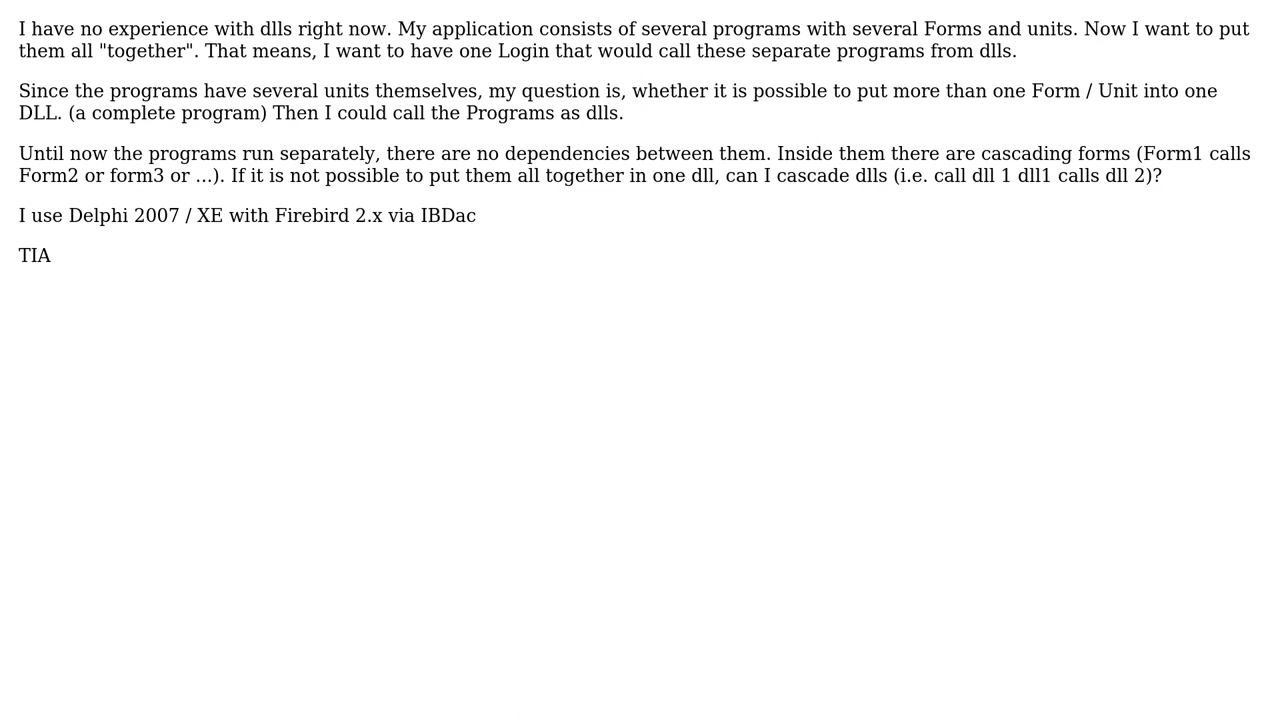 I have no experience with dlls right now. My application consists of several programs with several Forms and units. Now I want to put
them all "together". That means, I want to have one Login that would call these separate programs from dlls.
Since the programs have several units themselves, my question is, whether it is possible to put more than one Form / Unit into one
DLL. (a complete program) Then I could call the Programs as dlls.
Until now the programs run separately, there are no dependencies between them. Inside them there are cascading forms (Form1 calls
Form2 or form3 or ...). If it is not possible to put them all together in one dll, can I cascade dlls (i.e. call dll 1 dll1 calls dll 2)?
I use Delphi 2007 / XE with Firebird 2.x via IBDac
TIA